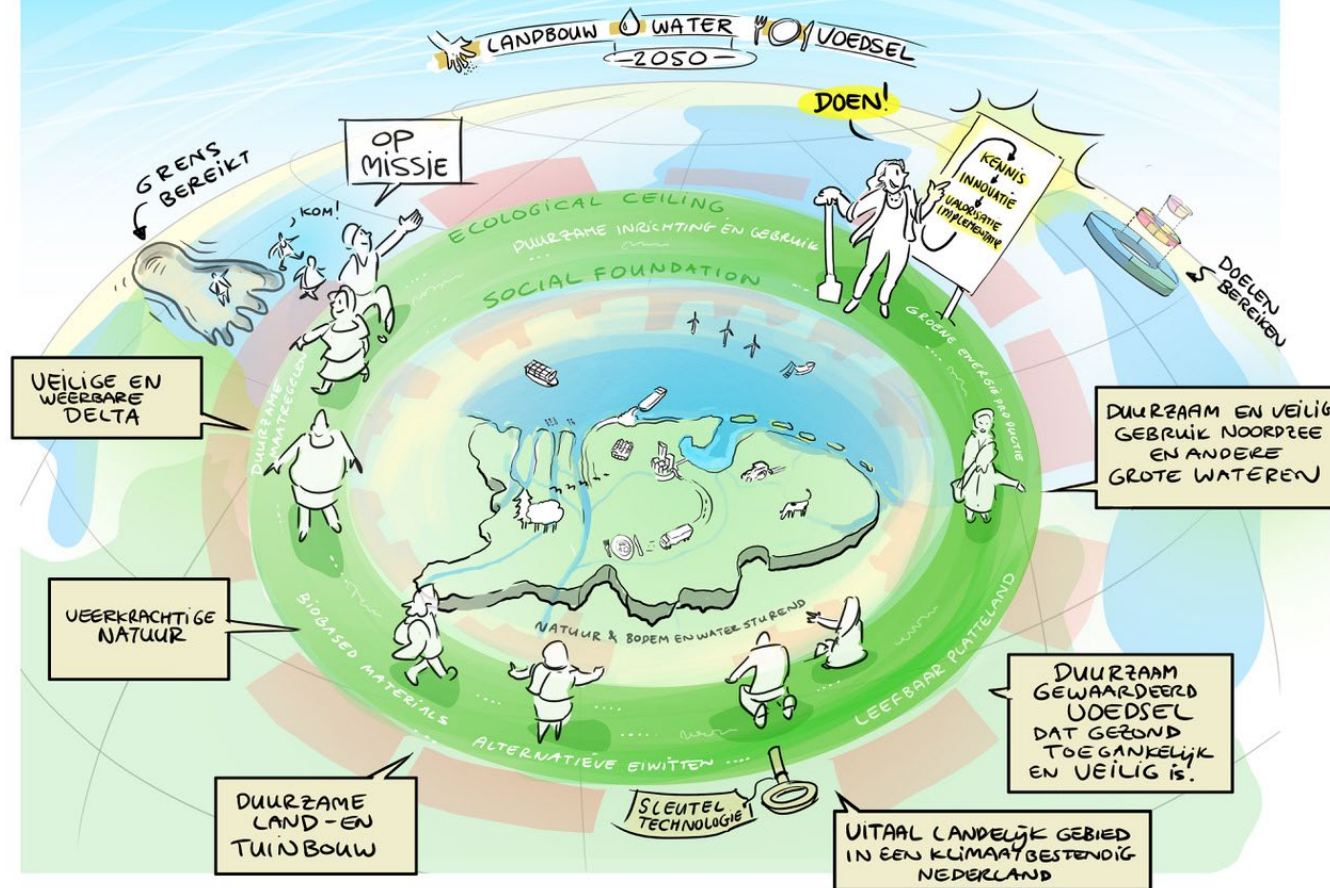 LANDBOUW WATER VOEDSEL
-2050-
DOEN!
OP
MISSIE
GRENS
BEREIKT
KOM!
KENNIS
INNOVATIE
VALORISATIE
IMPLEMENTATIE
DOELEN
BEREIKEN
ECOLOGICAL CEILING
DUURZAME INRICHTING EN GEBRUIK
SOCIAL FOUNDATION
GROENE ENERGIE PRODUCTIE
DUURZAME
MAATREGELEN
VEILIGE EN
WEERBARE
DELTA
DUURZAAM EN VEILIG
GEBRUIK NOORDZEE
EN ANDERE
GROTE WATEREN
VEERKRACHTIGE
NATUUR
BIOBASED MATERIALS
NATUUR & BODEM EN WATER STUREND
LEEFBAAR PLATTELAND
ALTERNATIEVE EIWITTEN
DUURZAAM
GEWAARDEERD
VOEDSEL
DAT GEZOND
TOEGANKELIJK
EN VEILIG IS.
DUURZAME
LAND-EN
TUINBOUW
SLEUTEL
TECHNOLOGIE
VITAAL LANDELIJK GEBIED
IN EEN KLIMAATBESTENDIG
NEDERLAND